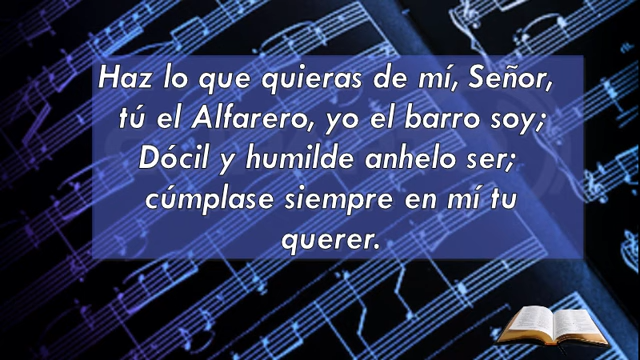 Haz lo que quieras de mí, Señor,
tú el Alfarero, yo el barro soy;
Dócil y humilde anhelo ser;
cúmplase siempre en mí tu
querer.